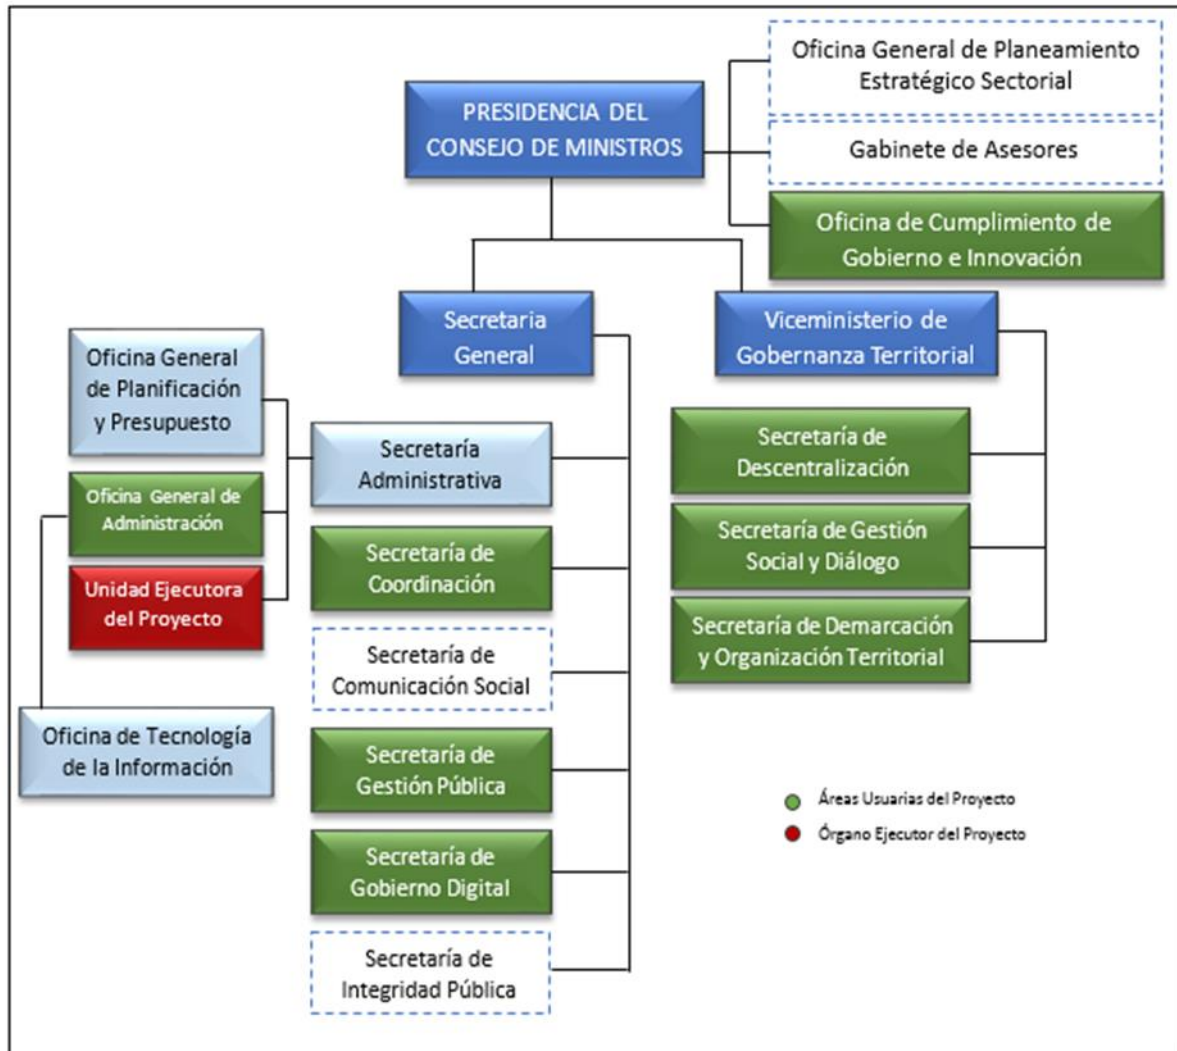 Oficina General de Planeamiento
Estratégico Sectorial
PRESIDENCIA DEL
CONSEJO DE MINISTROS
Gabinete de Asesores
Oficina de Cumplimiento de
Gobierno e Innovación
Secretaria
General
Viceministerio de
Gobernanza Territorial
Oficina General
de Planificación
y Presupuesto
Secretaría
Administrativa
Secretaría de
Descentralización
Oficina General de
Administración
Secretaría de
Coordinación
Secretaría de Gestión
Social y Diálogo
Unidad Ejecutora
del Proyecto
Secretaría de Demarcación
y Organización Territorial
Secretaría de
Comunicación Social
Oficina de Tecnología
de la Información
Secretaría de
Gestión Pública
Áreas Usuarias del Proyecto
Órgano Ejecutor del Proyecto
Secretaría de
Gobierno Digital
Secretaría de
Integridad Pública